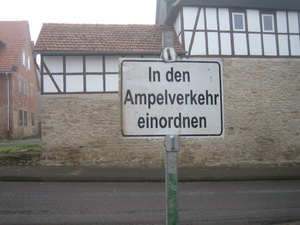 In den
Ampelverkehr
einordnen